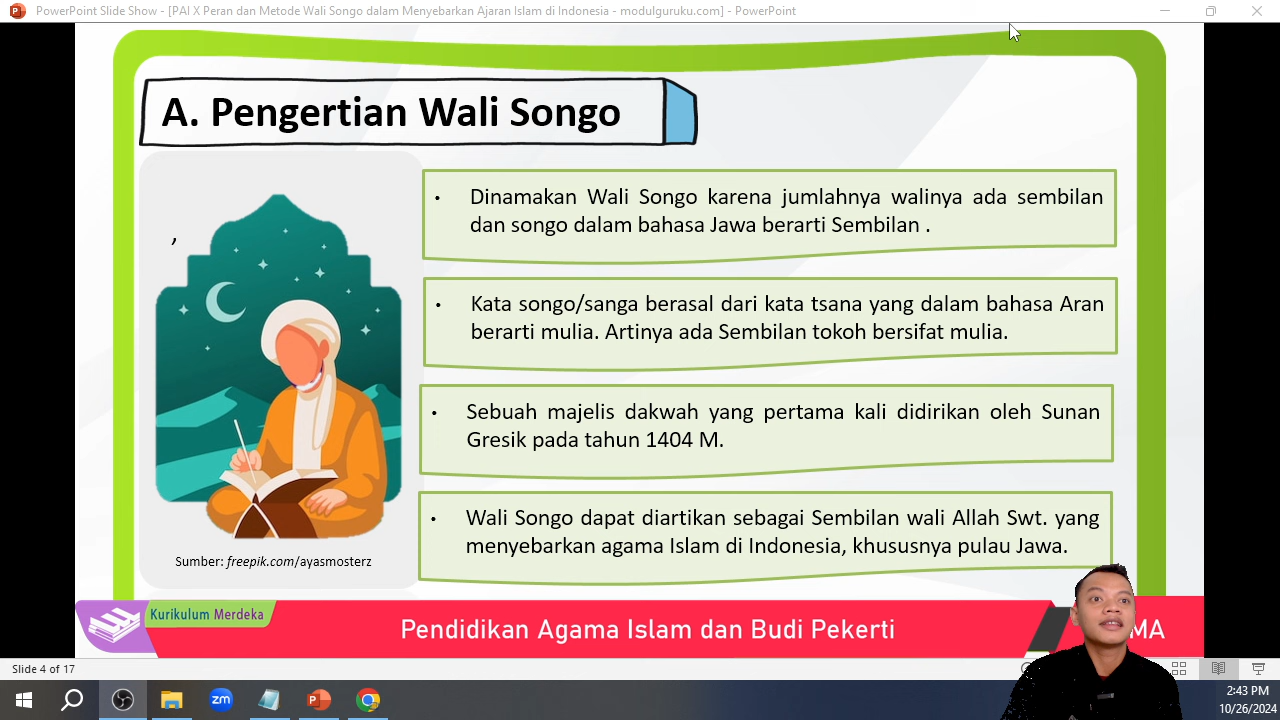 PowerPoint Slide Show - [PAI X Peran dan Metode Wali Songo dalam Menyebarkan Ajaran Islam di Indonesia - modulguruku.com] - PowerPoint
A. Pengertian Wali Songo
,
• Dinamakan Wali Songo karena jumlahnya walinya ada sembilan
dan songo dalam bahasa Jawa berarti Sembilan .
• Kata songo/sanga berasal dari kata tsana yang dalam bahasa Aran
berarti mulia. Artinya ada Sembilan tokoh bersifat mulia.
• Sebuah majelis dakwah yang pertama kali didirikan oleh Sunan
Gresik pada tahun 1404 M.
• Wali Songo dapat diartikan sebagai Sembilan wali Allah Swt. yang
menyebarkan agama Islam di Indonesia, khususnya pulau Jawa.
Sumber: freepik.com/ayasmosterz
Kurikulum Merdeka
Pendidikan Agama Islam dan Budi Pekerti
MA
Slide 4 of 17
zm
2:43 PM
10/26/2024